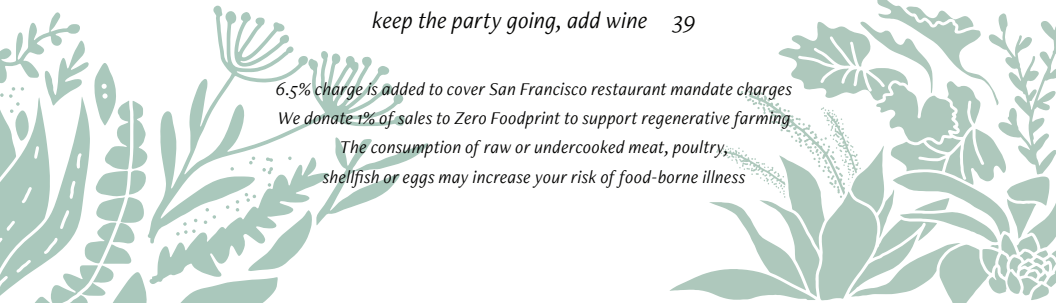 keep the party going, add wine 39
6.5% charge is added to cover San Francisco restaurant mandate charges
We donate 1% of sales to Zero Foodprint to support regenerative farming
The consumption of raw or undercooked meat, poultry,
shellfish or eggs may increase your risk of food-borne illness